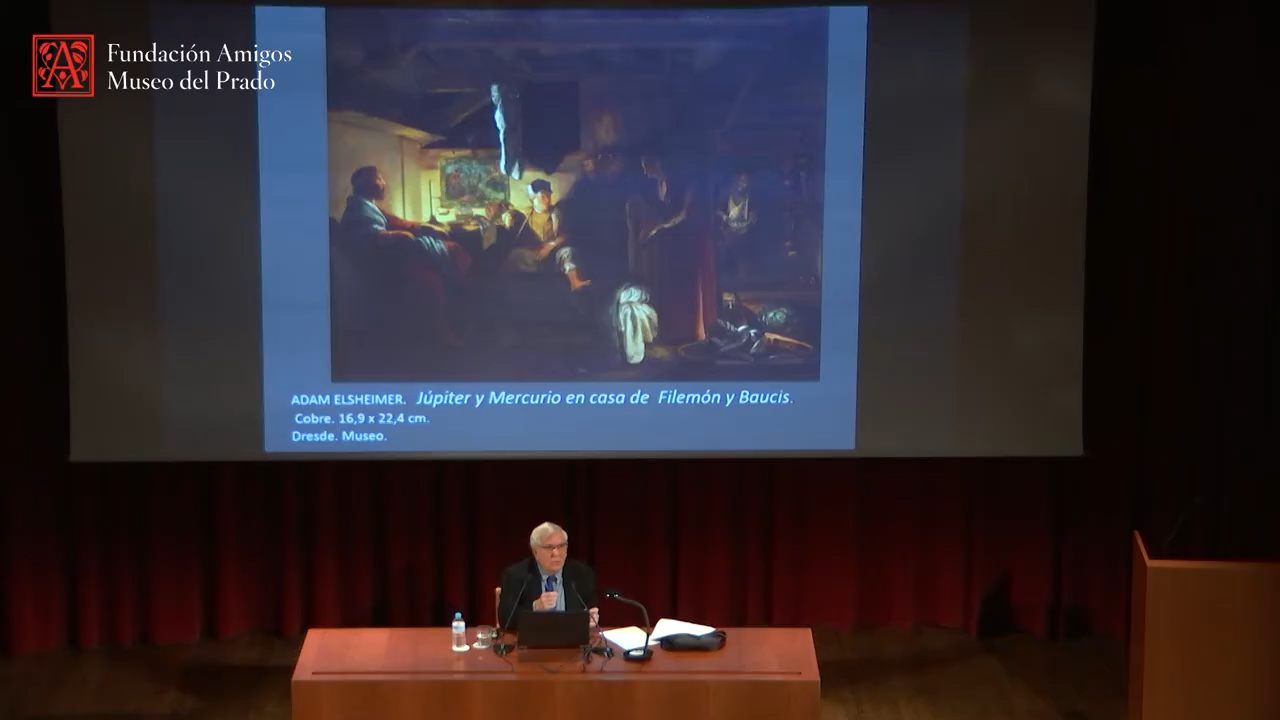 Fundación Amigos
Museo del Prado
ADAM ELSHEIMER. Júpiter y Mercurio en casa de Filemón y Baucis.
Cobre. 16,9 x 22,4 cm.
Dresde. Museo.